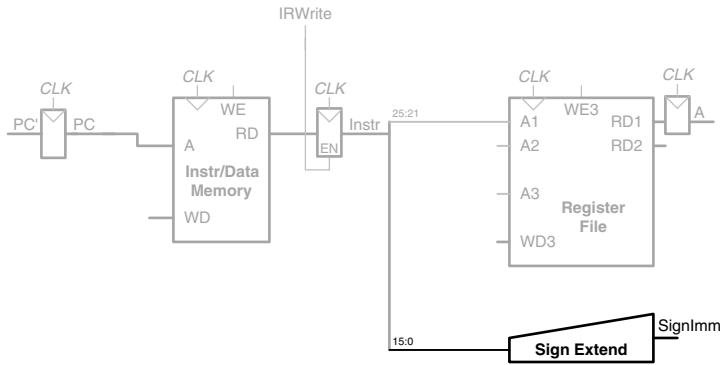 IRWrite
CLK
CLK
CLK
CLK
CLK
PC'
PC
WE
A
RD
Instr/Data
Memory
WD
EN
Instr
25:21
WE3
A1
RD1
A
A2
RD2
A3
Register
File
WD3
15:0
Sign Extend
SignImm